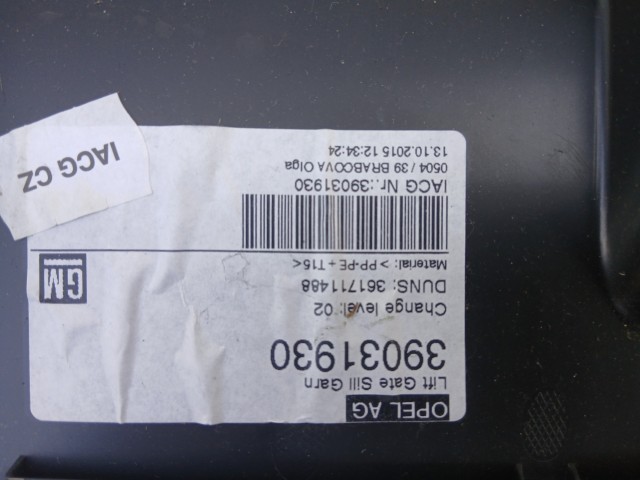 OPEL AG
Lift Gate Sill Garn
39031930
Change level: 02
DUNS: 361711488
Material: > PP-PE + T15<
GM
IACG Nr.:39031930
0504 / 39 BRABCOVA Olga
13.10.2015 12:34:24
IACG CZ